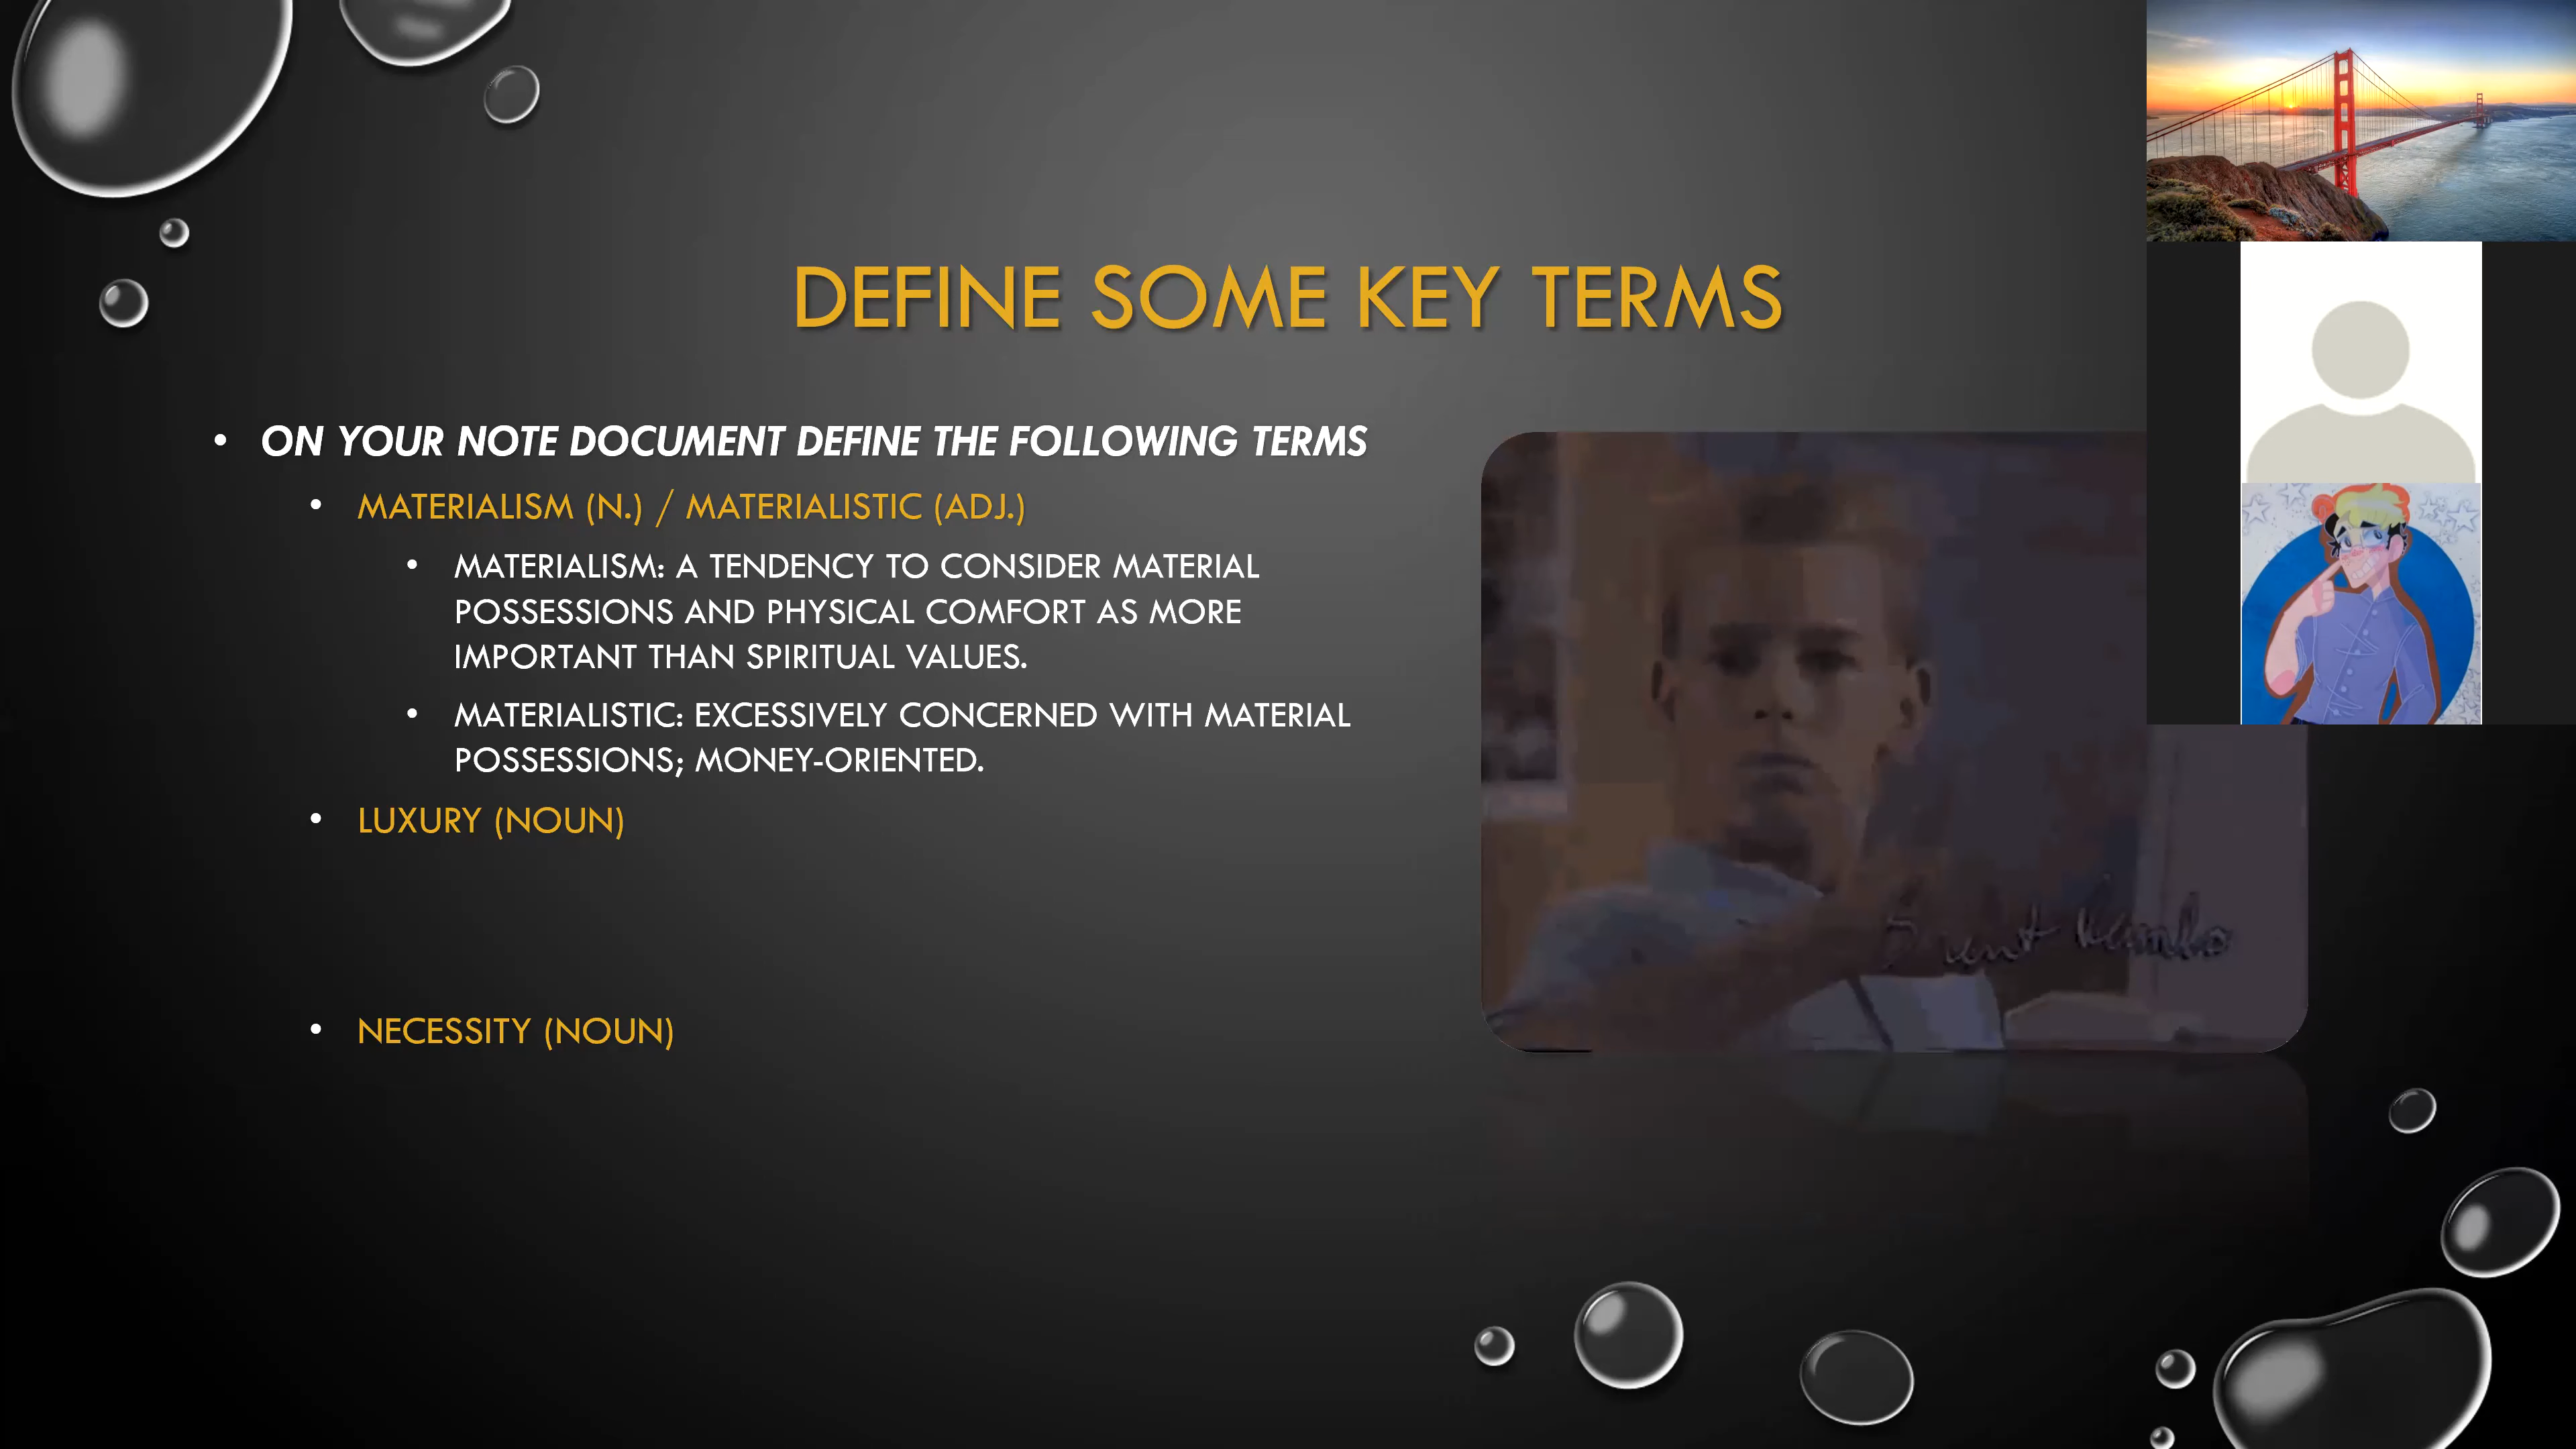 DEFINE SOME KEY TERMS
• ON YOUR NOTE DOCUMENT DEFINE THE FOLLOWING TERMS
• MATERIALISM (N.) / MATERIALISTIC (ADJ.)
• MATERIALISM: A TENDENCY TO CONSIDER MATERIAL
POSSESSIONS AND PHYSICAL COMFORT AS MORE
IMPORTANT THAN SPIRITUAL VALUES.
• MATERIALISTIC: EXCESSIVELY CONCERNED WITH MATERIAL
POSSESSIONS; MONEY-ORIENTED.
• LUXURY (NOUN)
• NECESSITY (NOUN)